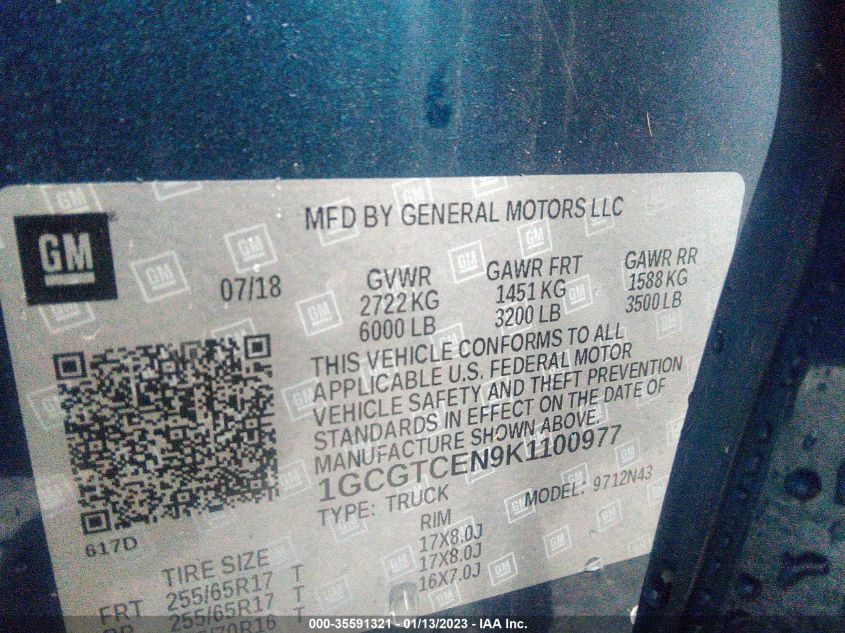 MFD BY GENERAL MOTORS LLC
GM
07/18
GVWR
2722 KG
6000 LB
GAWR FRT
1451 KG
3200 LB
GAWR RR
1588 KG
3500 LB
THIS VEHICLE CONFORMS TO ALL
APPLICABLE U.S. FEDERAL MOTOR
VEHICLE SAFETY AND THEFT PREVENTION
STANDARDS IN EFFECT ON THE DATE OF
MANUFACTURE SHOWN ABOVE.
1GCGTCEN9K1100977
TYPE: TRUCK MODEL: 9712N43
617D
TIRE SIZE RIM
FRT 255/65R17 T 17X8.0J
255/65R17 T 17X8.0J
16X7.0J
000-35591321 - 01/13/2023 - IAA Inc.